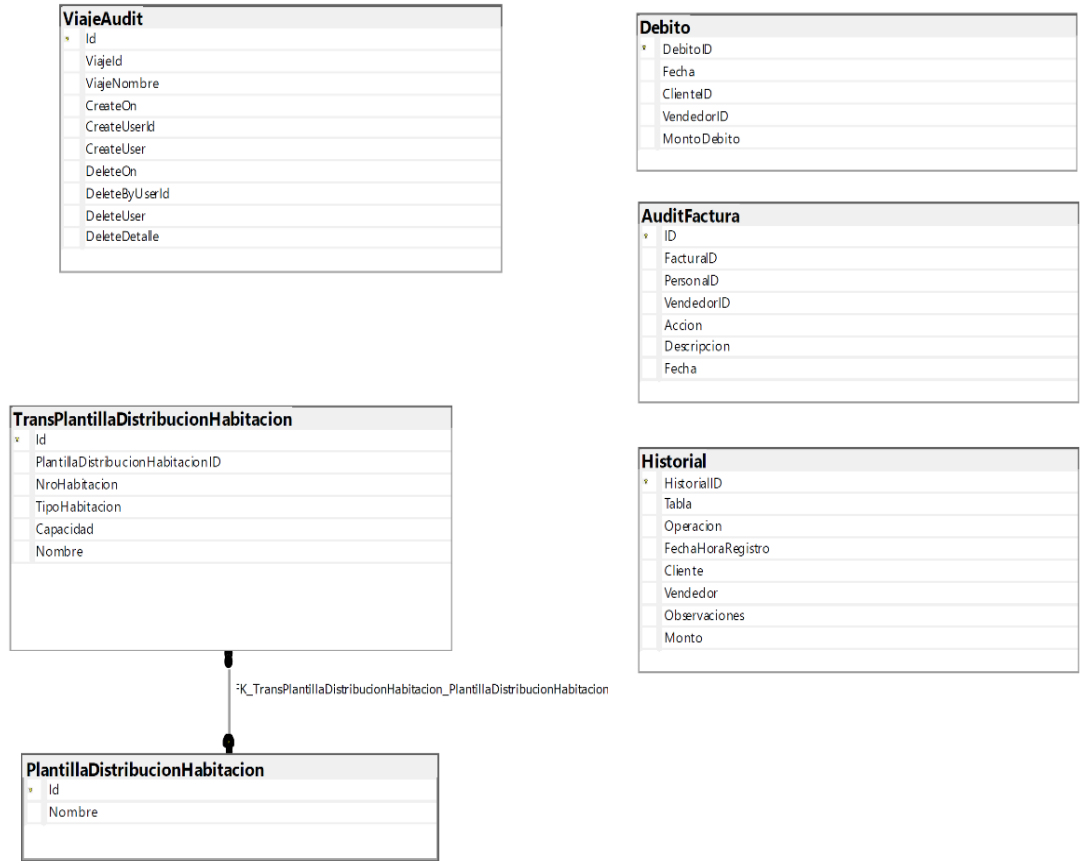 ViajeAudit
Id
ViajeId
ViajeNombre
CreateOn
CreateUserId
CreateUser
DeleteOn
DeleteByUserId
DeleteUser
DeleteDetalle
Debito
DebitoID
Fecha
ClienteID
VendedorID
MontoDebito
AuditFactura
ID
FacturaID
PersonaID
VendedorID
Accion
Descripcion
Fecha
TransPlantillaDistribucionHabitacion
Id
PlantillaDistribucionHabitacionID
NroHabitacion
TipoHabitacion
Capacidad
Nombre
Historial
HistorialID
Tabla
Operacion
FechaHoraRegistro
Cliente
Vendedor
Observaciones
Monto
FK_TransPlantillaDistribucionHabitacion_PlantillaDistribucionHabitacion
PlantillaDistribucionHabitacion
Id
Nombre